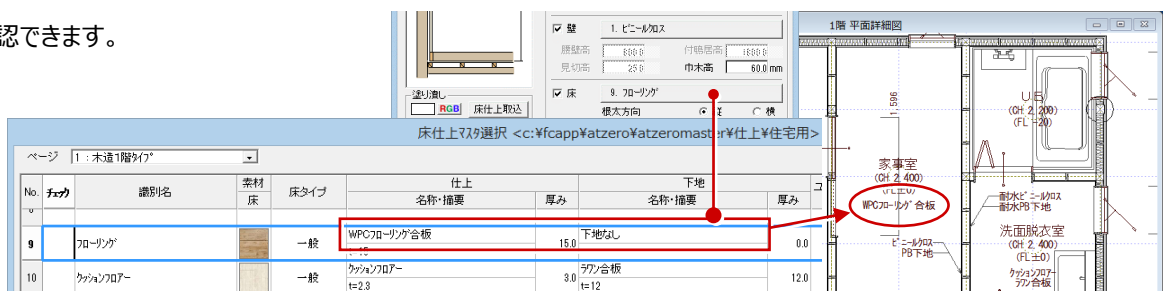 認できます。
壁
1. ビニールクロス
腰壁高
付鴨居高
見切高
巾木高
60.0 mm
塗り潰し
RGB
床仕上取込
床
9. フローリング
根太方向
横
床仕上マスタ選択 <c:¥fcapp¥atzero¥atzeromaster¥仕上¥住宅用>
ページ
1 : 木造1階タイプ
No.
チェック
識別名
素材
床
床タイプ
仕上
名称・摘要
厚み
下地
名称・摘要
厚み
9
フローリング
一般
WPCフローリング合板
15.0
下地なし
0.0
10
クッションフロアー
一般
クッションフロアー
t=2.3
3.0
ラワン合板
t=12
12.0
1階 平面詳細図
1,596
UB
(CH 2,200)
(FL -20)
家事室
(CH 2,400)
(FL±0)
WPCフローリング合板
耐水ビニールクロス
耐水PB下地
洗面脱衣室
(CH 2,400)
(FL±0)
クッションフロアー
ラワン合板
ビニールクロス
PB下地